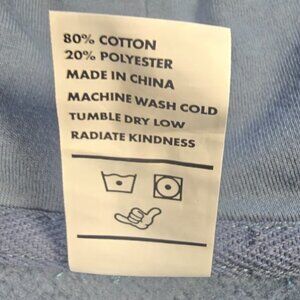 80% COTTON
20% POLYESTER
MADE IN CHINA
MACHINE WASH COLD
TUMBLE DRY LOW
RADIATE KINDNESS